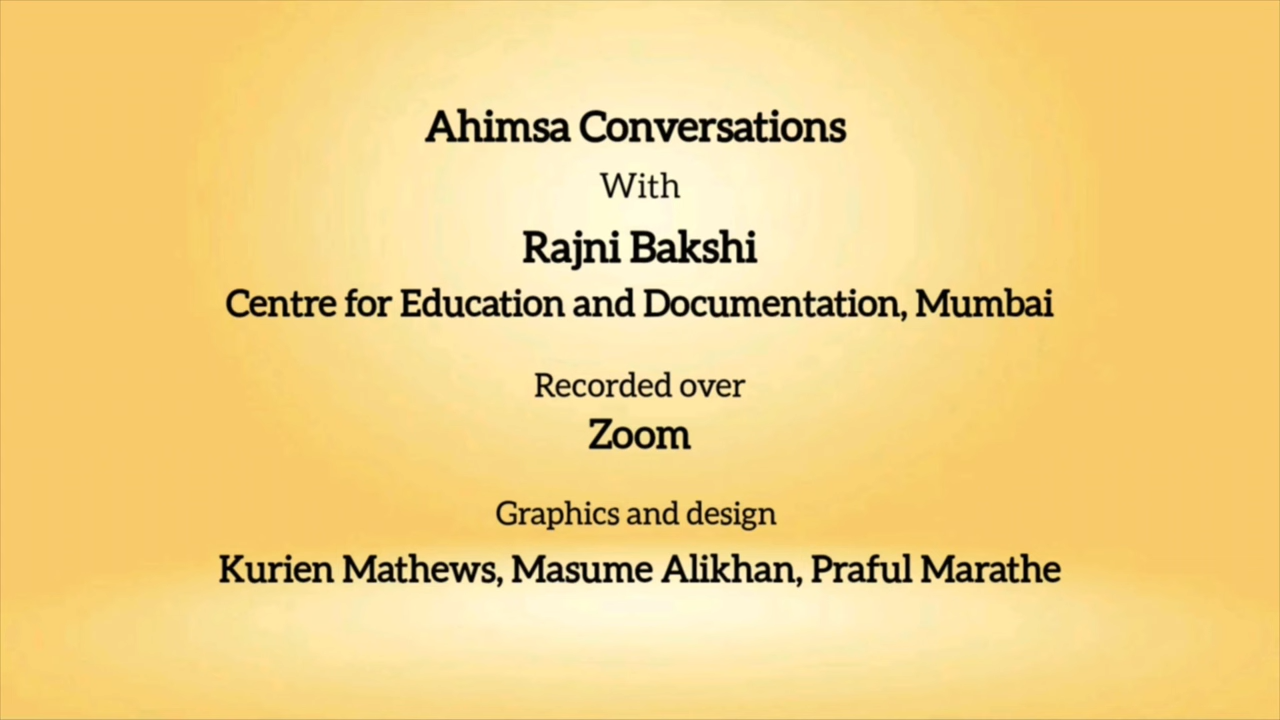 Ahimsa Conversations
With
Rajni Bakshi
Centre for Education and Documentation, Mumbai
Recorded over
Zoom
Graphics and design
Kurien Mathews, Masume Alikhan, Praful Marathe